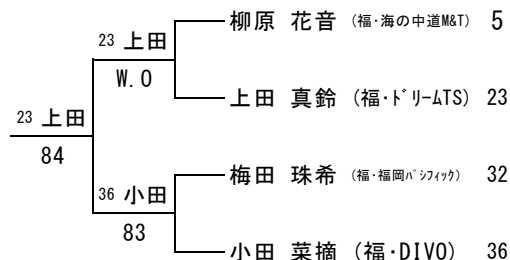 柳原 花音 (福・海の中道M&T) 5
23 上田
W.O
上田 真鈴 (福・ﾄﾞﾘｰﾑTS) 23
23 上田
84
梅田 珠希 (福・福岡ﾊﾟｼﾌｨｯｸ) 32
36 小田
83
小田 菜摘 (福・DIVO) 36